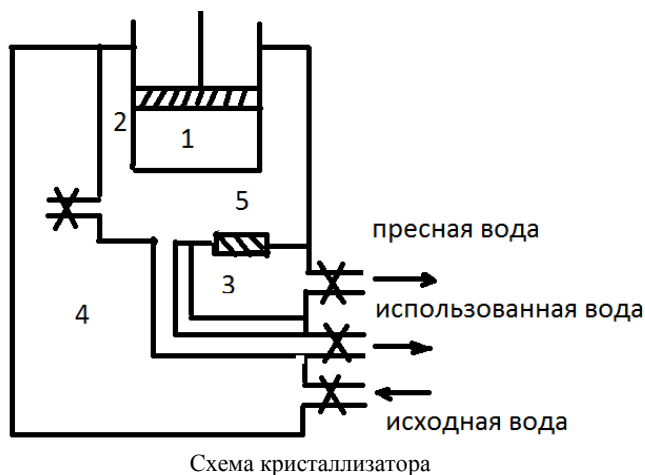 2
1
5
3
4
пресная вода
использованная вода
исходная вода
Схема кристаллизатора